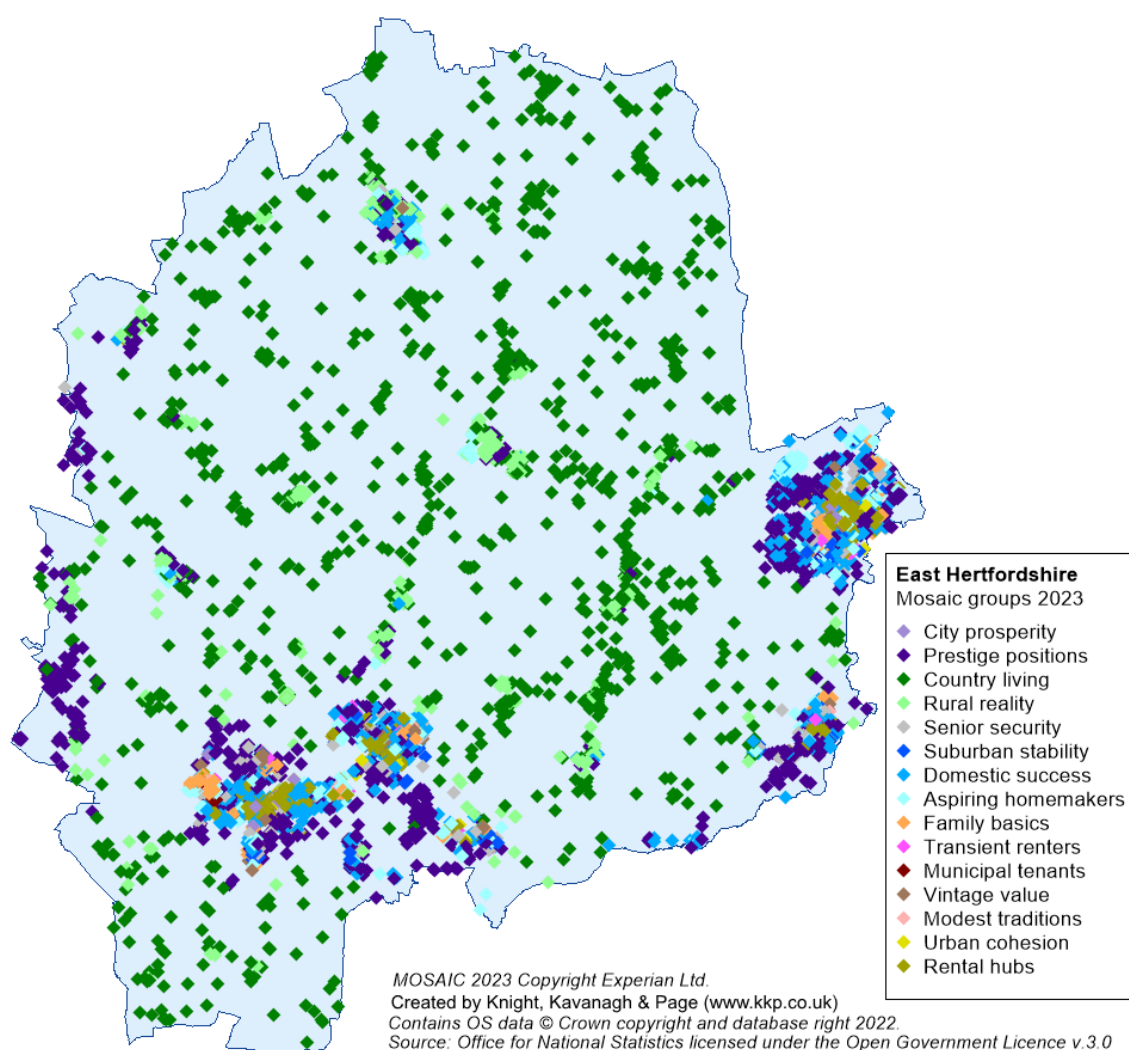 East Hertfordshire
Mosaic groups 2023
City prosperity
Prestige positions
Country living
Rural reality
Senior security
Suburban stability
Domestic success
Aspiring homemakers
Family basics
Transient renters
Municipal tenants
Vintage value
Modest traditions
Urban cohesion
Rental hubs
MOSAIC 2023 Copyright Experian Ltd.
Created by Knight, Kavanagh & Page (www.kkp.co.uk)
Contains OS data © Crown copyright and database right 2022.
Source: Office for National Statistics licensed under the Open Government Licence v.3.0